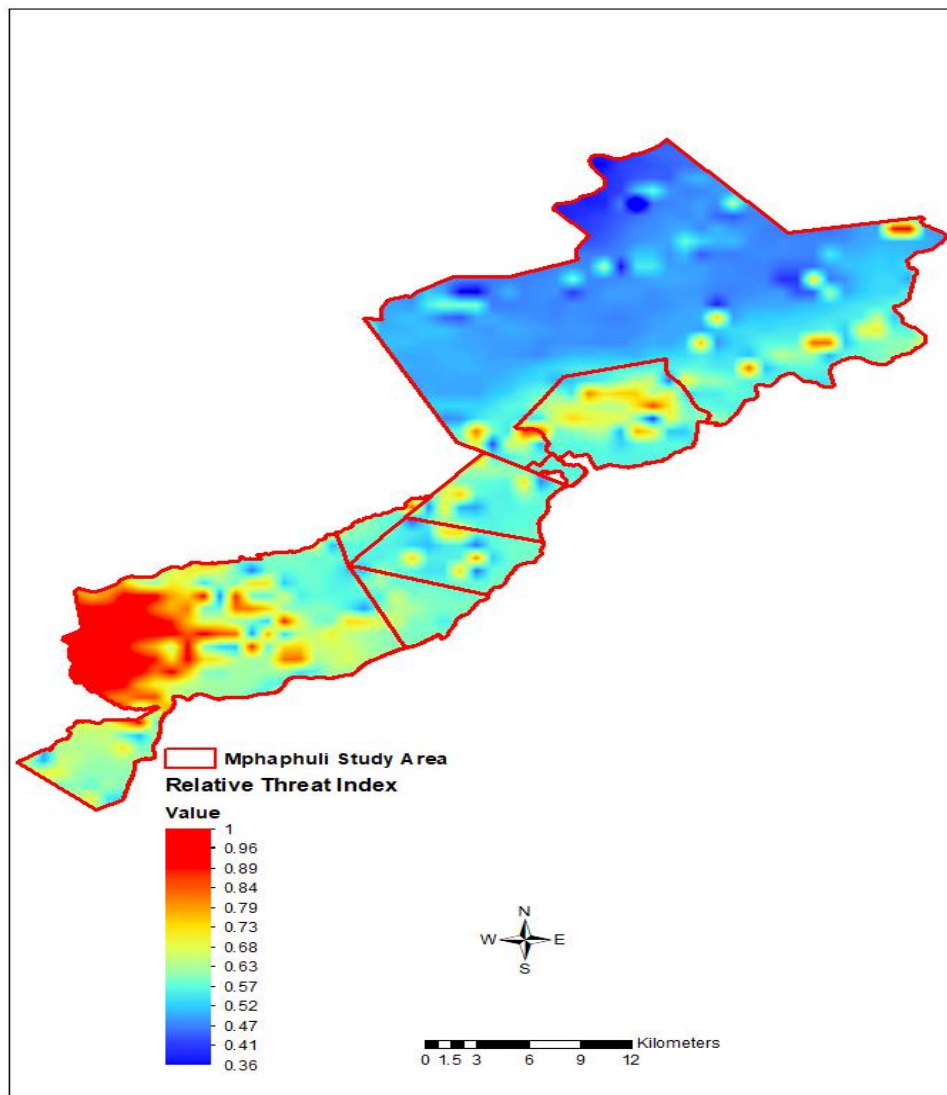 Mphaphuli Study Area
Relative Threat Index
Value
1
0.96
0.89
0.84
0.79
0.73
0.68
0.63
0.57
0.52
0.47
0.41
0.36
N
W E
S
Kilometers
0 1.5 3 6 9 12